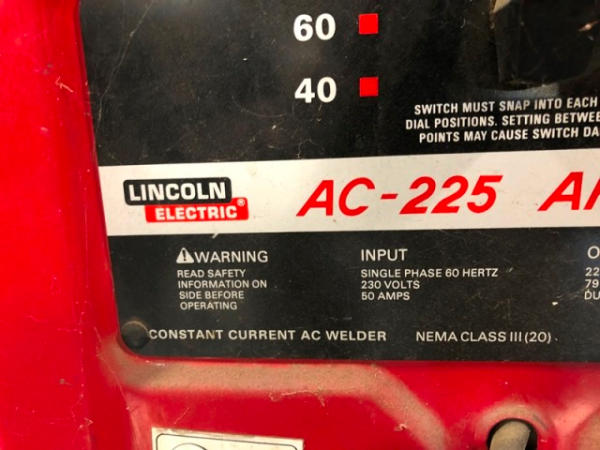 60
40
SWITCH MUST SNAP INTO EACH
DIAL POSITIONS. SETTING
POINTS MAY CAUSE SWITCH
LINCOLN
ELECTRIC®
AC-225
WARNING
READ SAFETY
INFORMATION ON
SIDE BEFORE
OPERATING
INPUT
SINGLE PHASE 60 HERTZ
230 VOLTS
50 AMPS
CONSTANT CURRENT AC WELDER NEMA CLASS III (20)